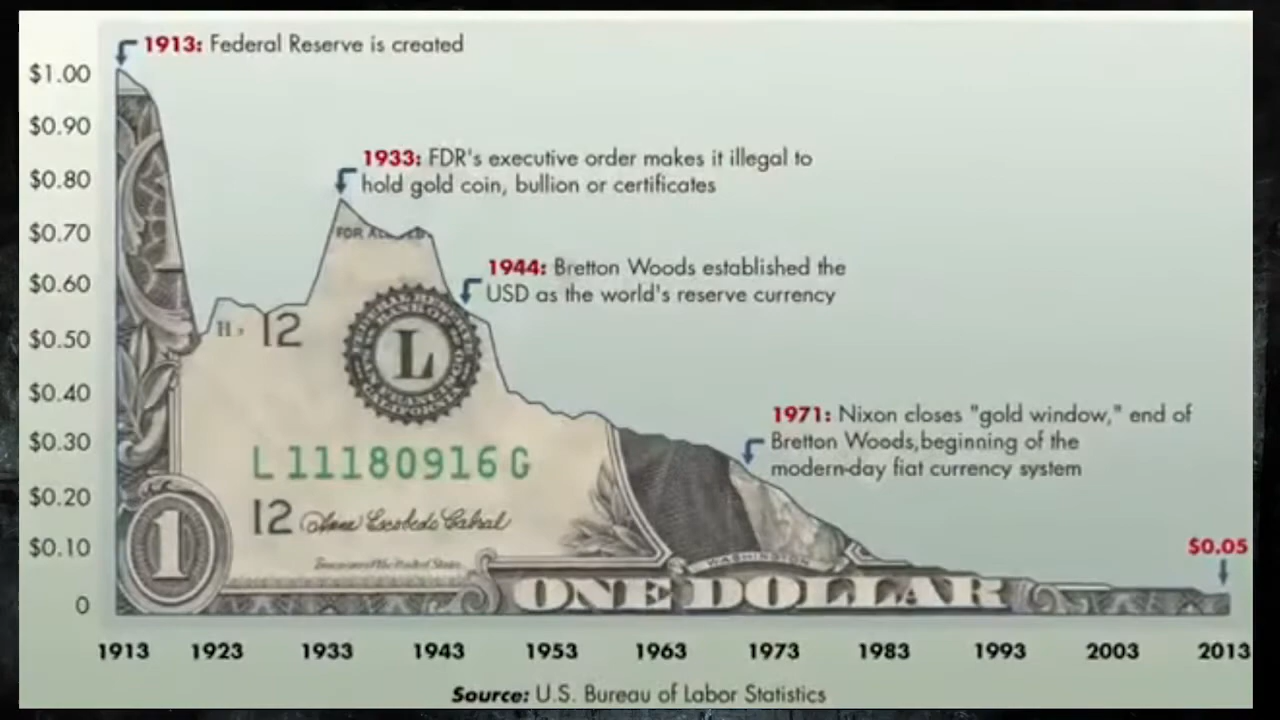 1913: Federal Reserve is created
$1.00
$0.90
1933: FDR's executive order makes it illegal to
hold gold coin, bullion or certificates
$0.80
$0.70
1944: Bretton Woods established the
USD as the world's reserve currency
$0.60
$0.50
H
12
L
$0.40
1971: Nixon closes "gold window," end of
Bretton Woods,beginning of the
modern-day fiat currency system
$0.30
L 11180916 G
$0.20
12
$0.10
$0.05
WASHINGTON
1
ONE DOLLAR
0
1913 1923 1933 1943 1953 1963 1973 1983 1993 2003 2013
Source: U.S. Bureau of Labor Statistics